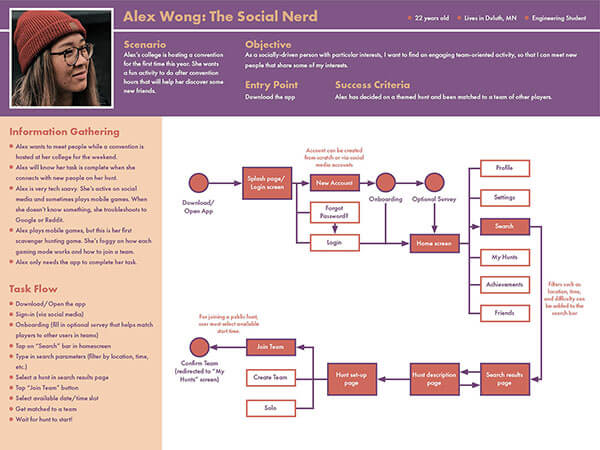 Alex Wong: The Social Nerd
22 years old
Lives in Duluth, MN
Engineering Student
Scenario
Alex's college is hosting a convention
for the first time this year. She wants
a fun activity to do after convention
hours that will help her discover some
new friends.
Objective
As a socially-driven person with particular interests, I want to find an engaging team-oriented activity, so that I can meet new
people that share some of my interests.
Entry Point
Download the app
Success Criteria
Alex has decided on a themed hunt and been matched to a team of other players.
Information Gathering
Alex wants to meet people while a convention is
hosted at her college for the weekend.
Alex will know her task is complete when she
connects with new people on her hunt.
Alex is very tech saavy. She's active on social
media and sometimes plays mobile games. When
she doesn't know something, she troubleshoots to
Google or Reddit.
Alex plays mobile games, but this is her first
scavenger hunting game. She's foggy on how each
gaming mode works and how to join a team.
Alex only needs the app to complete her task.
Task Flow
Download/Open the app
Sign-in (via social media)
Onboarding (fill in optional survey that helps match
players to other users in teams)
Tap on "Search" bar in homescreen
Type in search parameters (filter by location, time,
etc.)
Select a hunt in search results page
Tap "Join Team" button
Select available date/time slot
Get matched to a team
Wait for hunt to start!
Account can be created
from scratch or via social
media accounts
Download/
Open App
Splash page/
Login screen
New Account
Forgot
Password?
Login
Onboarding
Optional Survey
Home screen
Profile
Settings
Search
My Hunts
Achievements
Friends
Filters such as
location, time,
and difficulty can
be added to the
search bar
For joining a public hunt,
user must select available
start time.
Confirm Team
(redirected to "My
Hunts" screen)
Join Team
Create Team
Solo
Hunt set-up
page
Hunt description
page
Search results
page